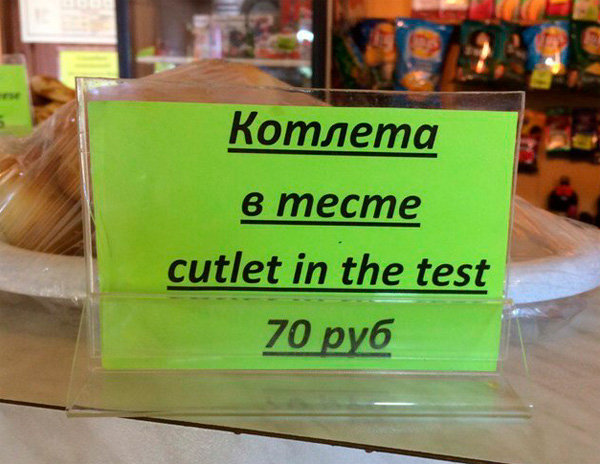 Котлета
в тесте
cutlet in the test
70 руб